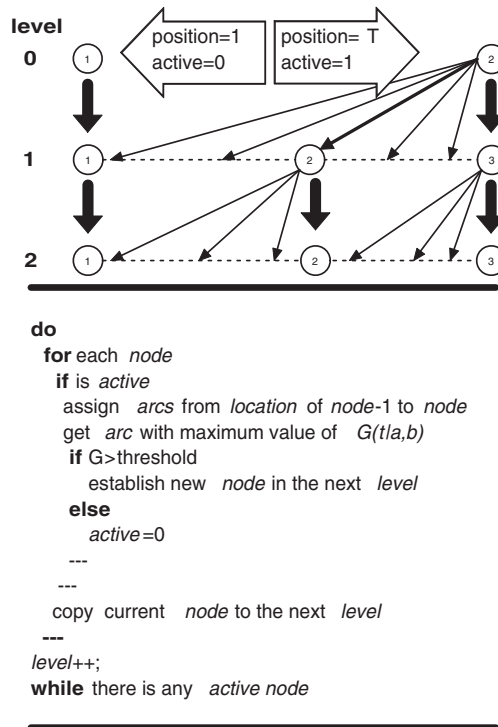 level
position=1
active=0
position= T
active=1
0
1
2
1
1
2
3
2
1
2
3
do
for each node
if is active
assign arcs from location of node-1 to node
get arc with maximum value of G(t|a,b)
if G>threshold
establish new node in the next level
else
active=0
---
---
copy current node to the next level
---
level++;
while there is any active node